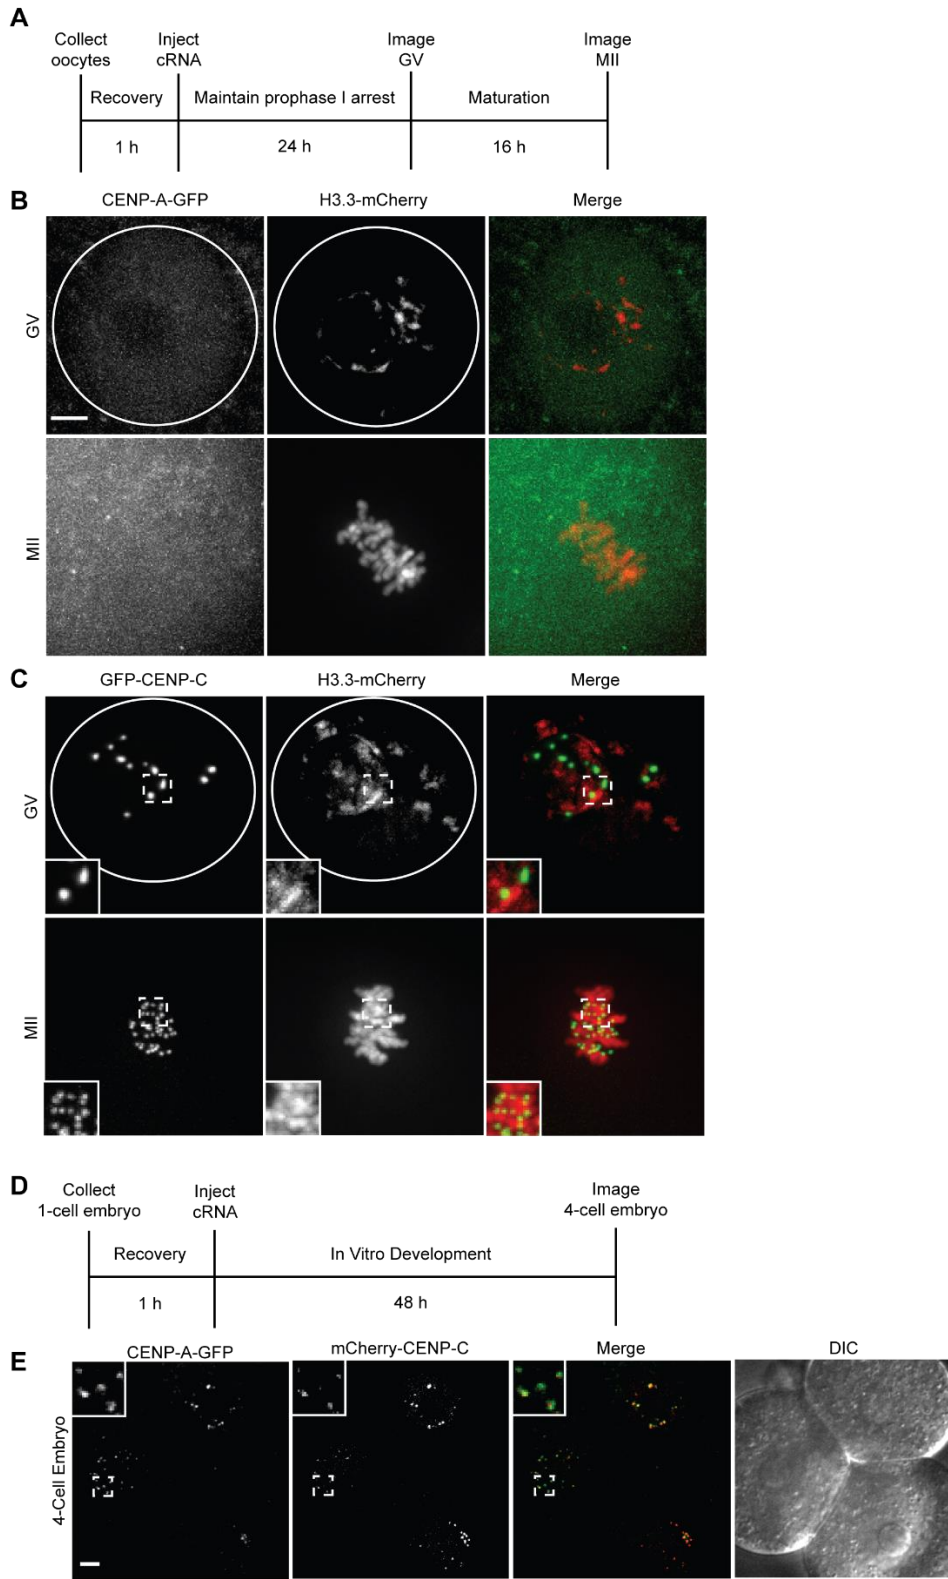 A
Collect
oocytes
Inject
cRNA
Image
GV
Image
MII
Recovery
Maintain prophase I arrest
Maturation
1 h
24 h
16 h
B
CENP-A-GFP
H3.3-mCherry
Merge
GV
MII
C
GFP-CENP-C
H3.3-mCherry
Merge
GV
MII
D
Collect
1-cell embryo
Inject
cRNA
Image
4-cell embryo
Recovery
In Vitro Development
1 h
48 h
E
CENP-A-GFP
mCherry-CENP-C
Merge
DIC
4-Cell Embryo